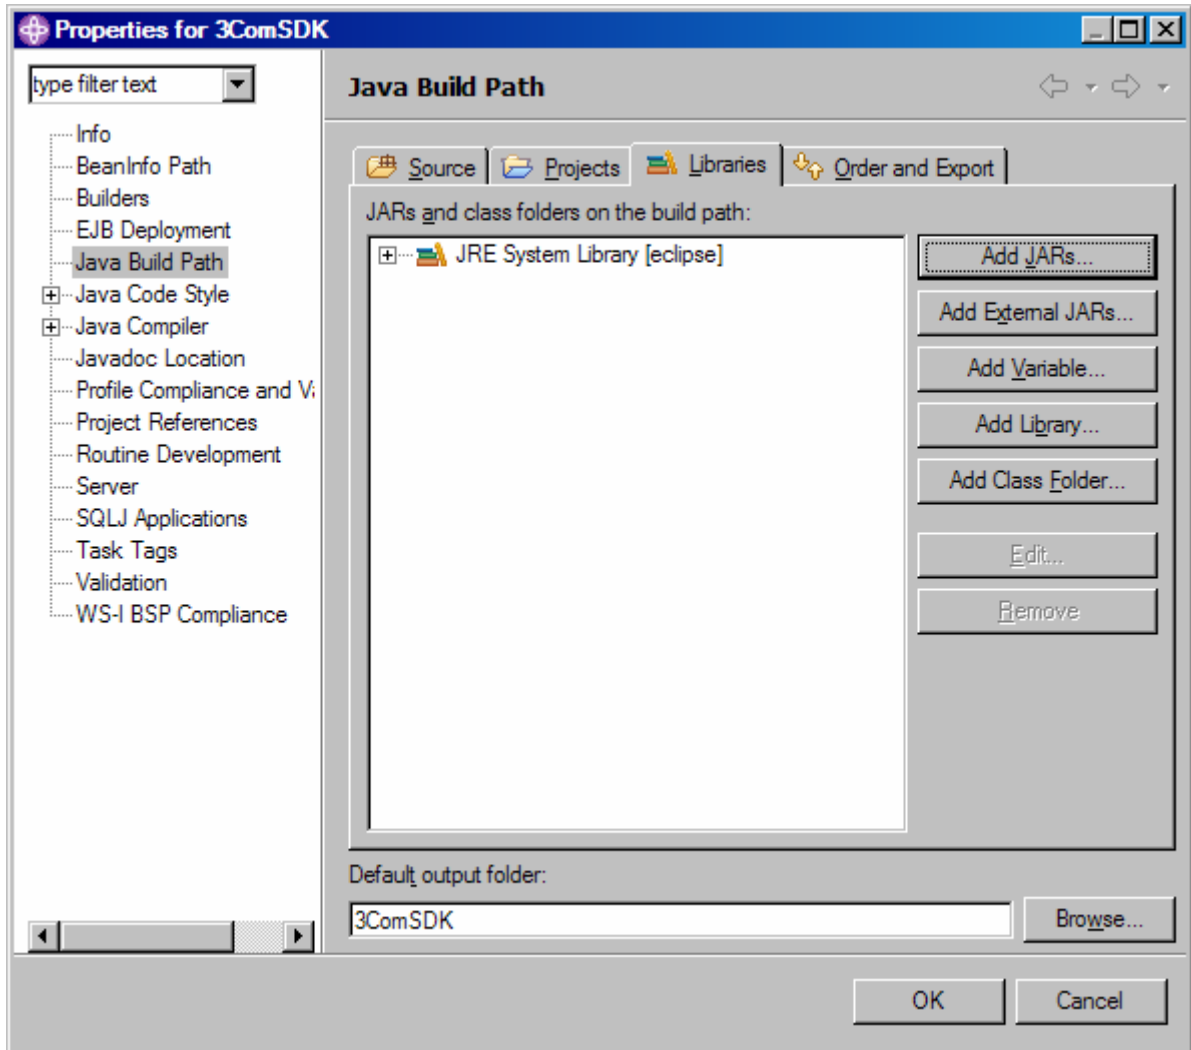 Properties for 3ComSDK
type filter text
Info
BeanInfo Path
Builders
EJB Deployment
Java Build Path
Java Code Style
Java Compiler
Javadoc Location
Profile Compliance and Va
Project References
Routine Development
Server
SQLJ Applications
Task Tags
Validation
WS-I BSP Compliance
Java Build Path
Source
Projects
Libraries
Order and Export
JARs and class folders on the build path:
JRE System Library [eclipse]
Add JARs...
Add External JARs...
Add Variable...
Add Library...
Add Class Folder...
Edit...
Remove
Default output folder:
3ComSDK
Browse...
OK
Cancel